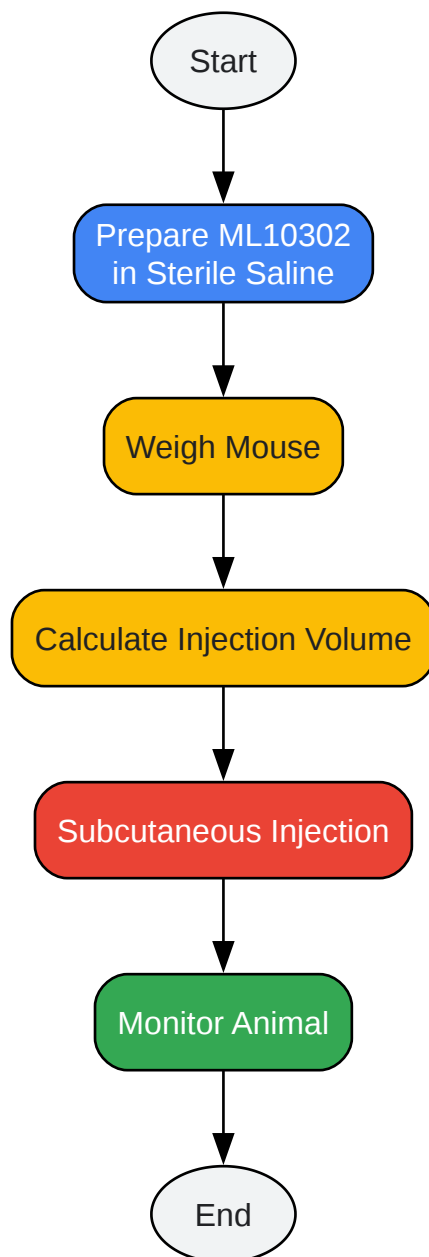 Start
Prepare ML10302
in Sterile Saline
Weigh Mouse
Calculate Injection Volume
Subcutaneous Injection
Monitor Animal
End